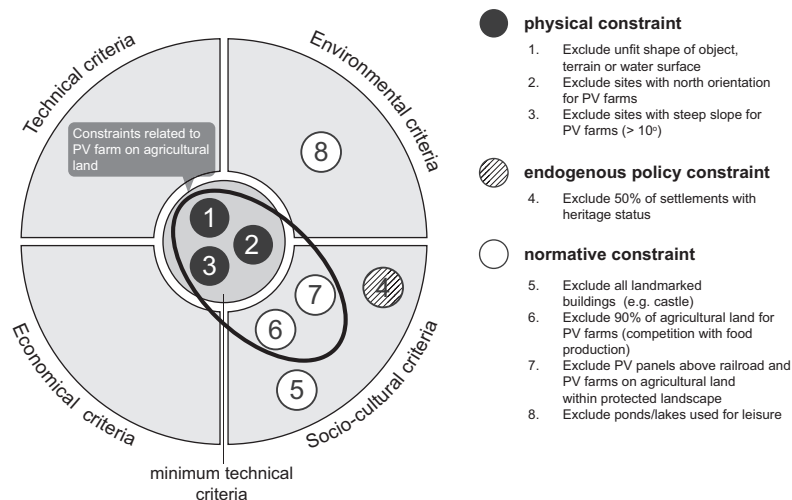 Technical criteria
Environmental criteria
Constraints related to
PV farm on agricultural
land
8
1
2
3
7
4
6
5
Economical criteria
Socio-cultural criteria
minimum technical
criteria
physical constraint
1. Exclude unfit shape of object,
terrain or water surface
2. Exclude sites with north orientation
for PV farms
3. Exclude sites with steep slope for
PV farms (> 10°)
endogenous policy constraint
4. Exclude 50% of settlements with
heritage status
normative constraint
5. Exclude all landmarked
buildings (e.g. castle)
6. Exclude 90% of agricultural land for
PV farms (competition with food
production)
7. Exclude PV panels above railroad and
PV farms on agricultural land
within protected landscape
8. Exclude ponds/lakes used for leisure